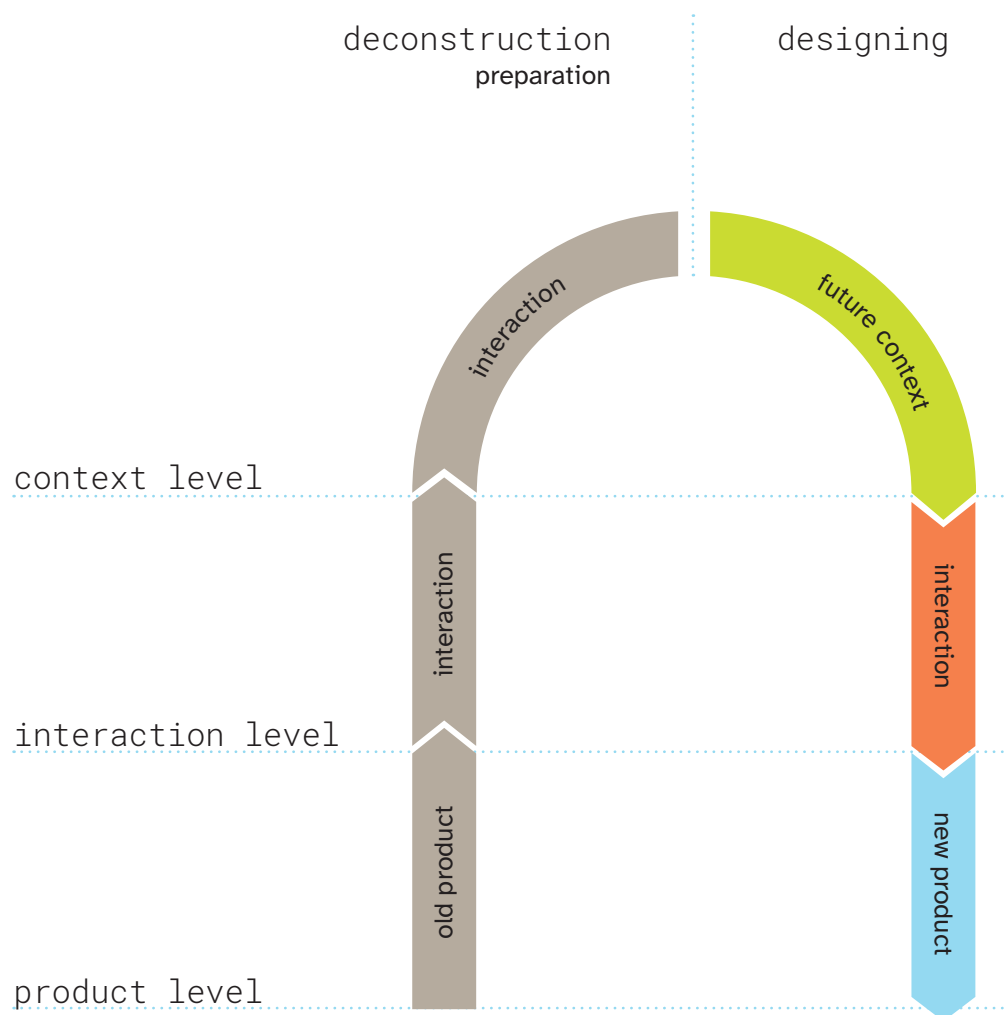 deconstruction
preparation
designing
interaction
future context
context level
interaction
interaction
interaction level
old product
new product
product level